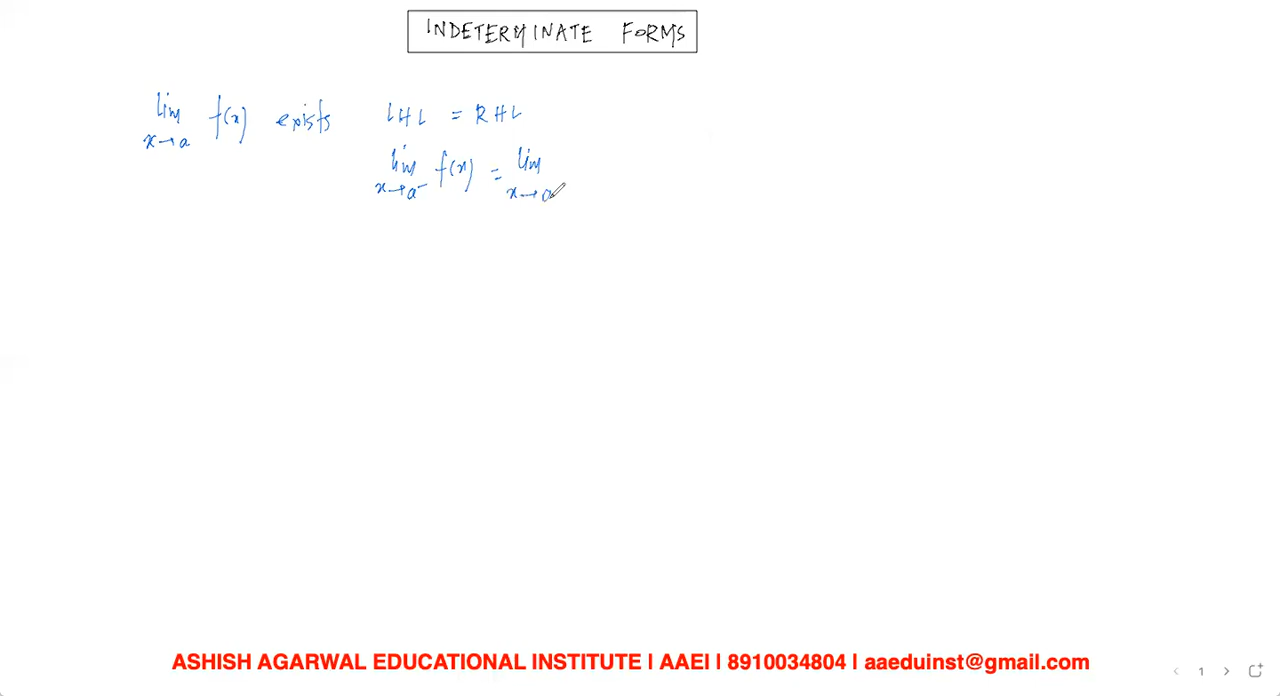 INDETERMINATE FORMS
lim x→a f(x) exists LHL = RHL
lim x→a⁻ f(x) = lim x→a
ASHISH AGARWAL EDUCATIONAL INSTITUTE | AAEI | 8910034804 | aaeduinst@gmail.com
1